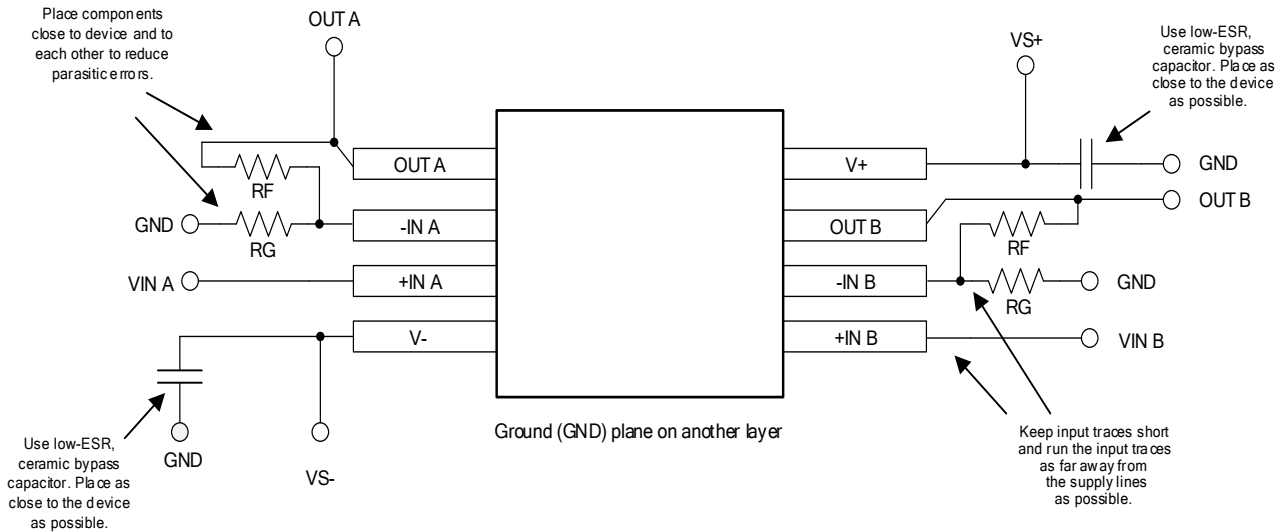 Place components
close to device and to
each other to reduce
parasitic errors.
OUT A
VS+
Use low-ESR,
ceramic bypass
capacitor. Place as
close to the device
as possible.
OUT A
V+
GND
RF
OUT B
GND
-IN A
OUT B
RG
RF
VIN A
+IN A
-IN B
GND
RG
V-
+IN B
VIN B
Ground (GND) plane on another layer
Use low-ESR,
ceramic bypass
capacitor. Place as
close to the device
as possible.
GND
VS-
Keep input traces short
and run the input traces
as far away from
the supply lines
as possible.